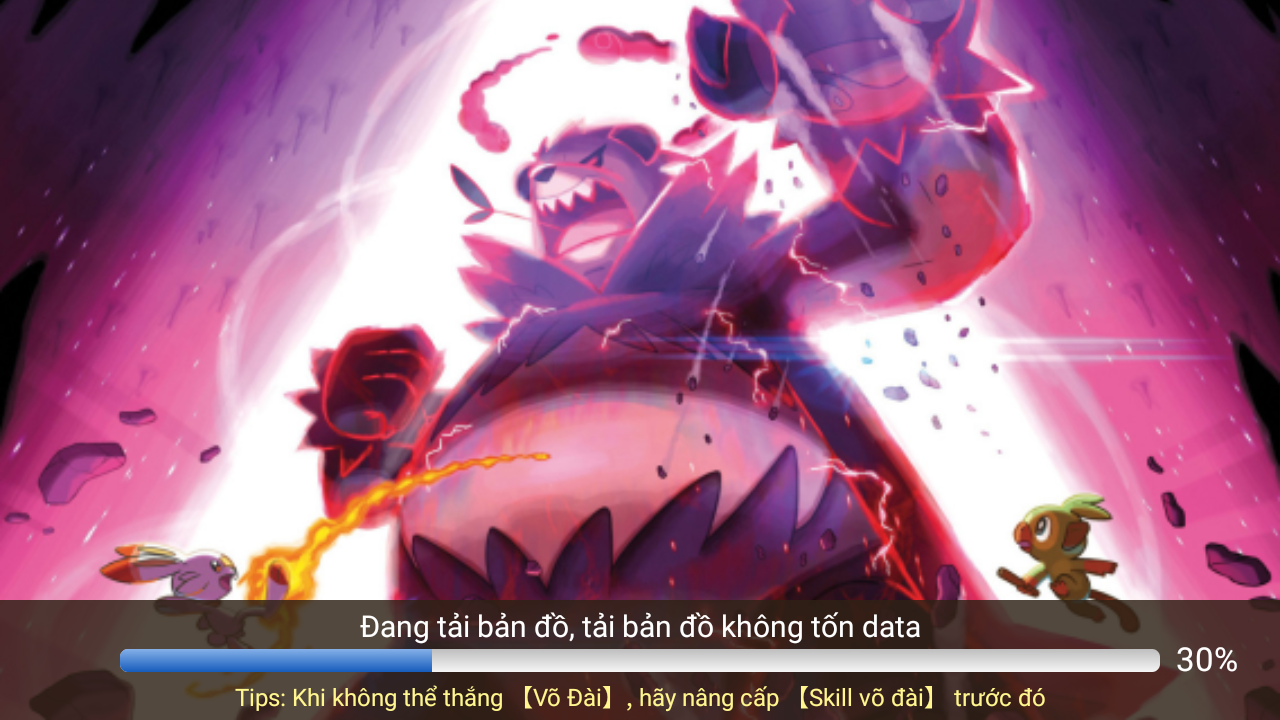 Đang tải bản đồ, tải bản đồ không tốn data
30%
Tips: Khi không thể thắng 【Võ Đài】, hãy nâng cấp 【Skill võ đài】 trước đó